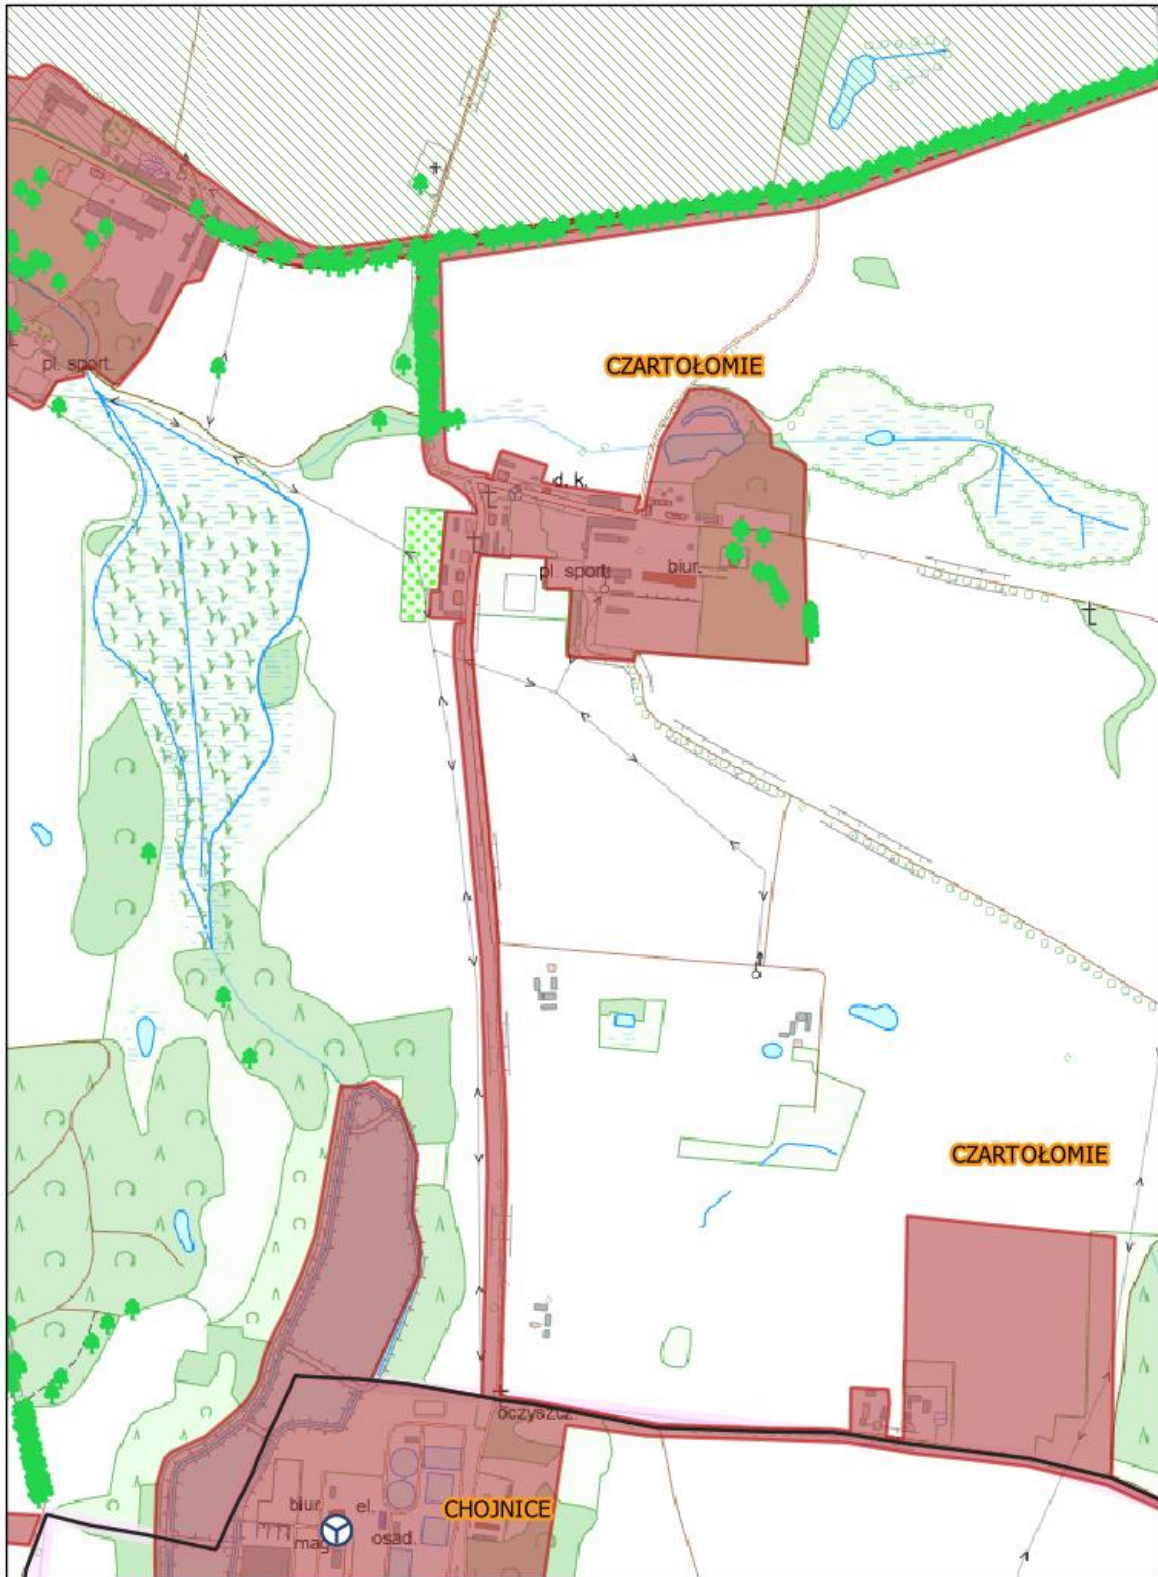 pl. sport.
CZARTOŁOMIE
d. k.
pl. sport.
biur.
CZARTOŁOMIE
oczyszcz.
biur.
el.
CHOJNICE
mag.
osad.